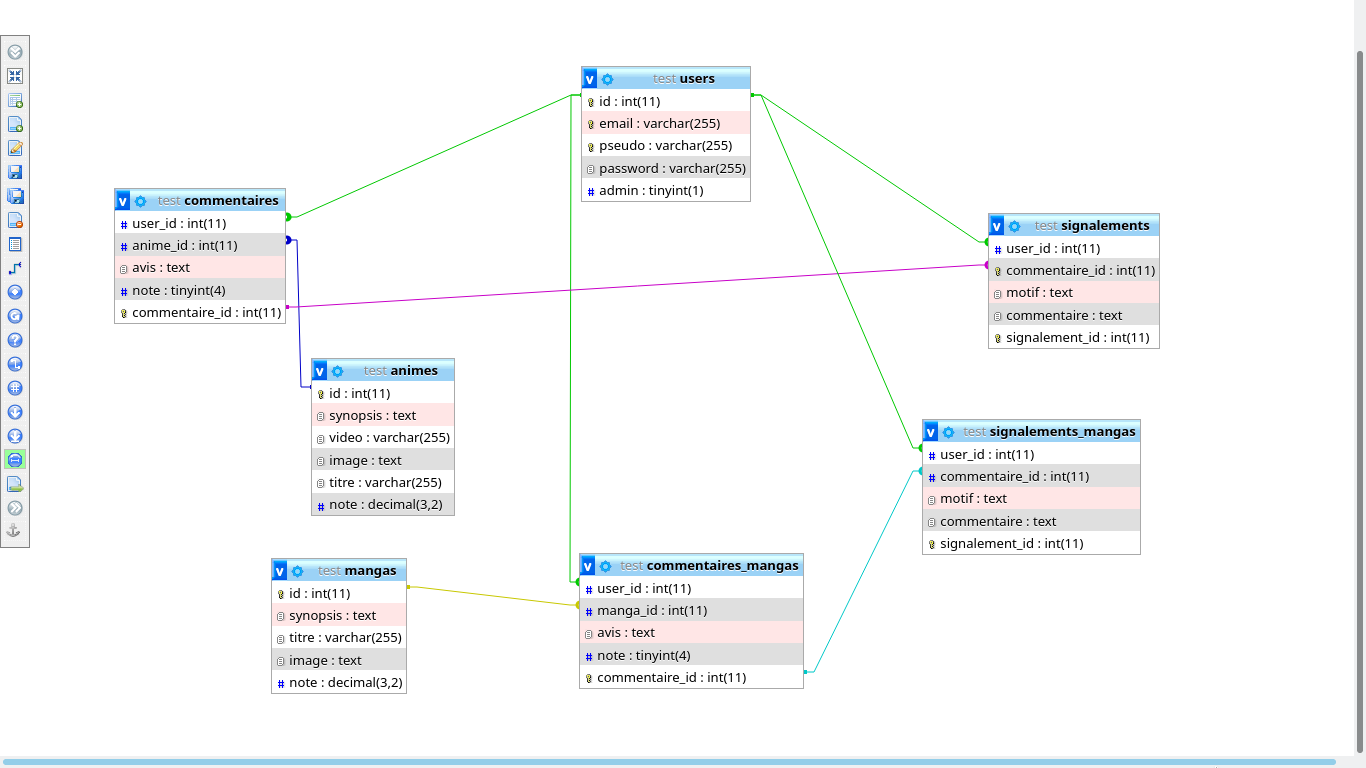 v test users
id : int(11)
email : varchar(255)
pseudo : varchar(255)
password : varchar(255)
# admin : tinyint(1)
v test commentaires
# user_id : int(11)
# anime_id : int(11)
avis : text
# note : tinyint(4)
commentaire_id : int(11)
v test signalements
# user_id : int(11)
commentaire_id : int(11)
motif : text
commentaire : text
signalement_id : int(11)
v test animes
id : int(11)
synopsis : text
video : varchar(255)
image : text
titre : varchar(255)
# note : decimal(3,2)
v test signalements_mangas
# user_id : int(11)
# commentaire_id : int(11)
motif : text
commentaire : text
signalement_id : int(11)
v test mangas
id : int(11)
synopsis : text
titre : varchar(255)
image : text
# note : decimal(3,2)
v test commentaires_mangas
# user_id : int(11)
# manga_id : int(11)
avis : text
# note : tinyint(4)
commentaire_id : int(11)